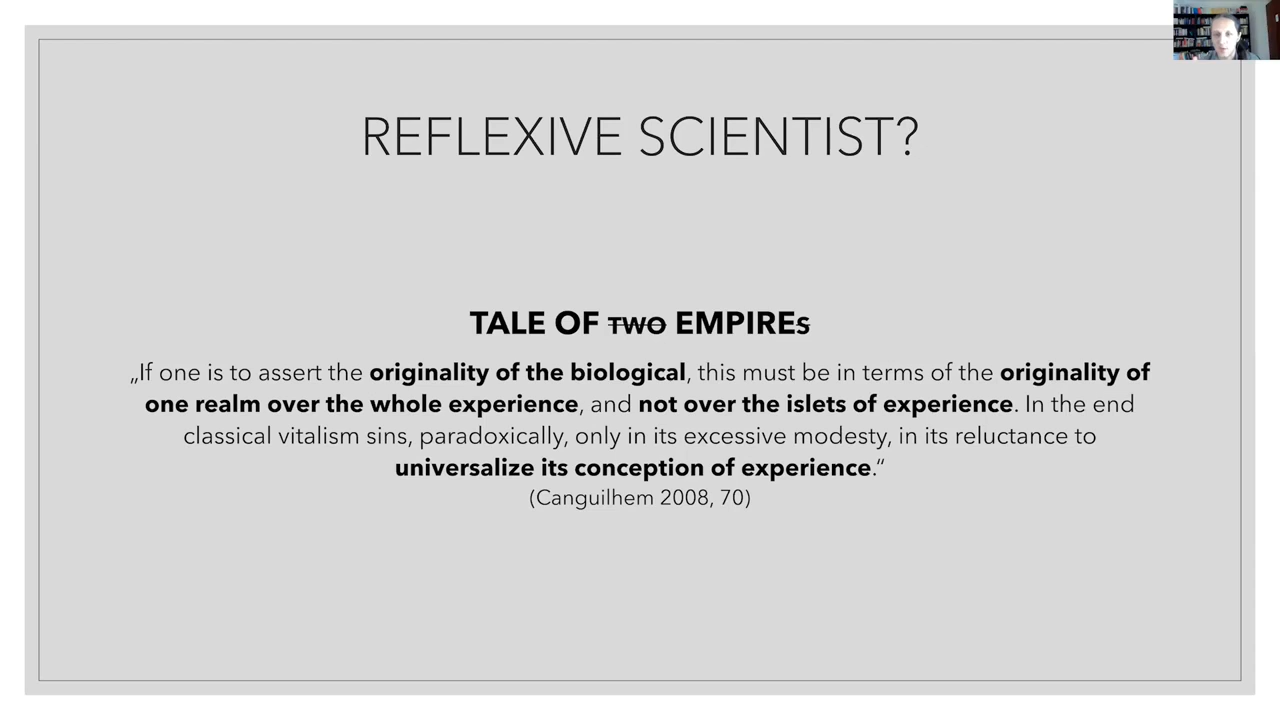 REFLEXIVE SCIENTIST?
TALE OF TWO EMPIREs
„If one is to assert the originality of the biological, this must be in terms of the originality of
one realm over the whole experience, and not over the islets of experience. In the end
classical vitalism sins, paradoxically, only in its excessive modesty, in its reluctance to
universalize its conception of experience.“
(Canguilhem 2008, 70)